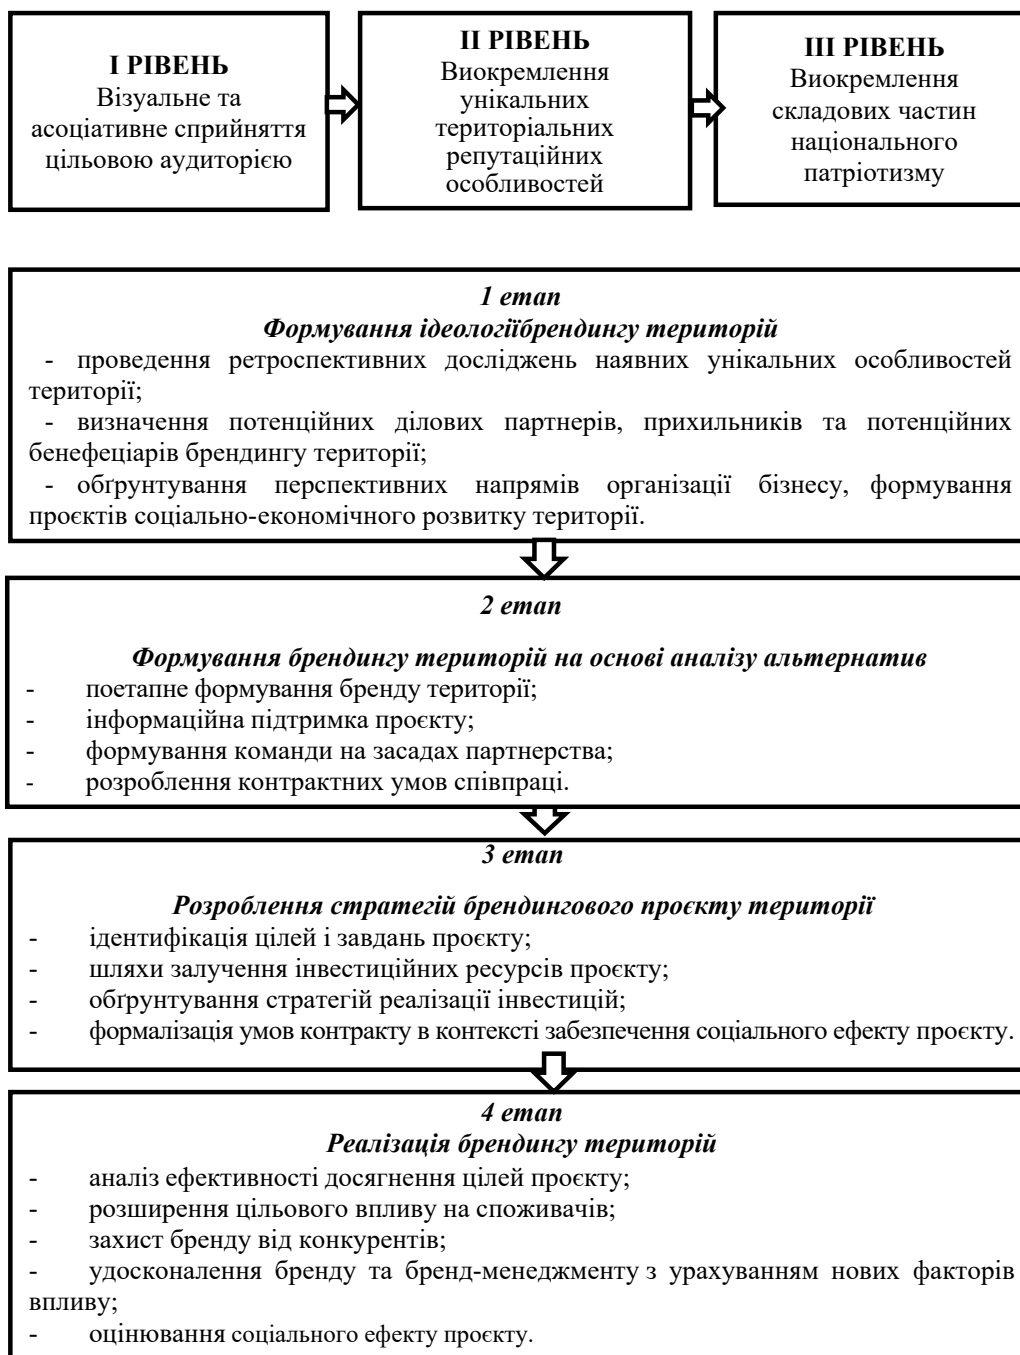 І РІВЕНЬ
Візуальне та
асоціативне сприйняття
цільовою аудиторією
ІІ РІВЕНЬ
Виокремлення
унікальних
територіальних
репутаційних
особливостей
ІІІ РІВЕНЬ
Виокремлення
складових частин
національного
патріотизму
1 етап
Формування ідеологіїбрендингу територій
- проведення ретроспективних досліджень наявних унікальних особливостей
території;
- визначення потенційних ділових партнерів, прихильників та потенційних
бенефеціарів брендингу території;
- обґрунтування перспективних напрямів організації бізнесу, формування
проєктів соціально-економічного розвитку території.
2 етап
Формування брендингу територій на основі аналізу альтернатив
- поетапне формування бренду території;
- інформаційна підтримка проєкту;
- формування команди на засадах партнерства;
- розроблення контрактних умов співпраці.
3 етап
Розроблення стратегій брендингового проєкту території
- ідентифікація цілей і завдань проєкту;
- шляхи залучення інвестиційних ресурсів проєкту;
- обґрунтування стратегій реалізації інвестицій;
- формалізація умов контракту в контексті забезпечення соціального ефекту проєкту.
4 етап
Реалізація брендингу територій
- аналіз ефективності досягнення цілей проєкту;
- розширення цільового впливу на споживачів;
- захист бренду від конкурентів;
- удосконалення бренду та бренд-менеджменту з урахуванням нових факторів
впливу;
- оцінювання соціального ефекту проєкту.